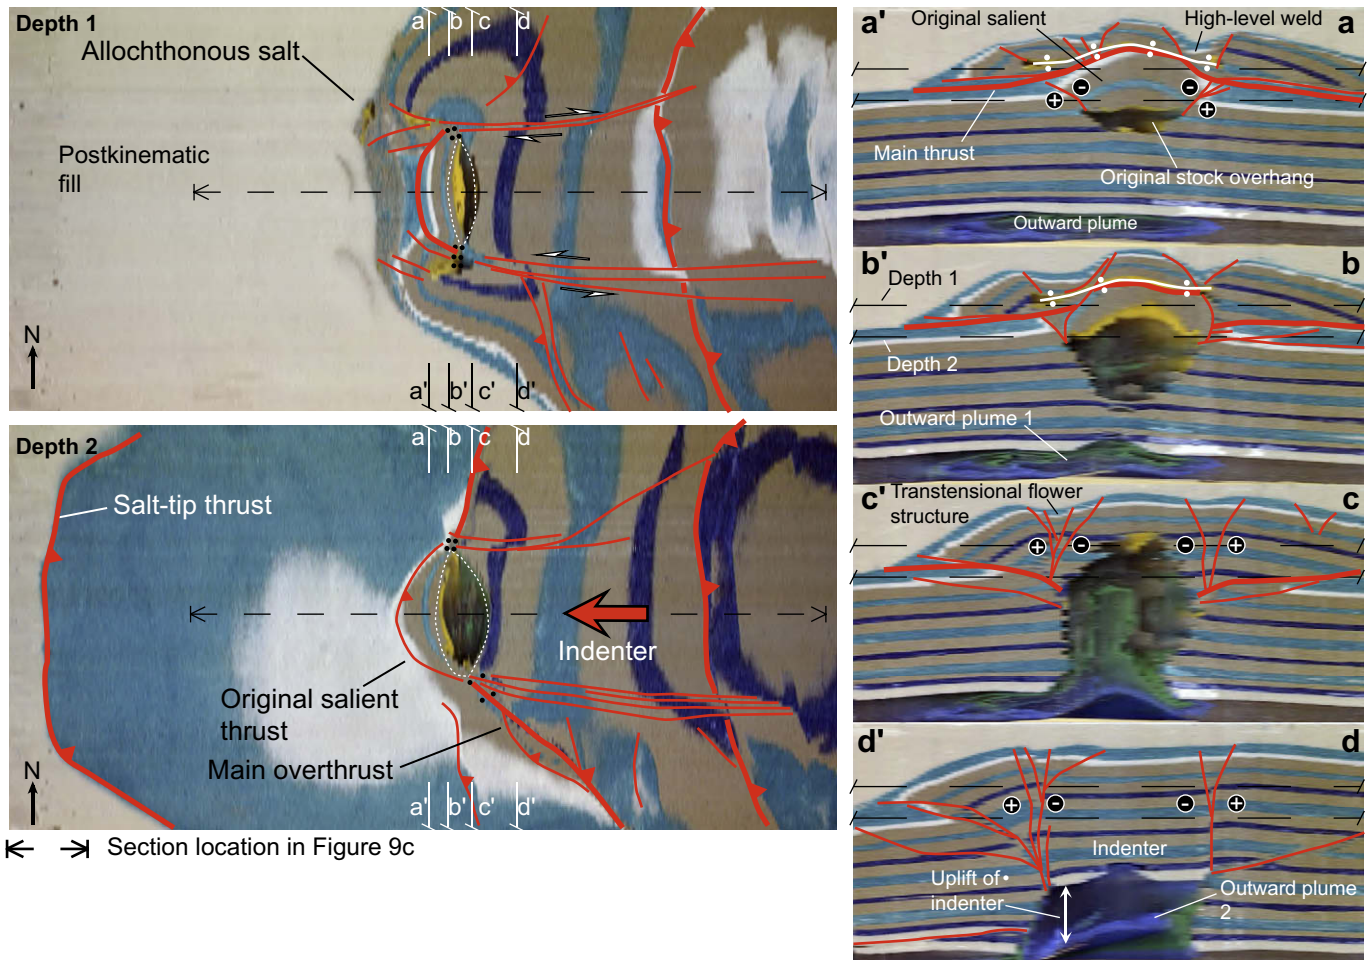 Depth 1
Allochthonous salt
Postkinematic
fill
N
a b c d
a' b' c' d'
Depth 2
a b c d
Salt-tip thrust
Indenter
Original salient
thrust
Main overthrust
N
a' b' c' d'
Section location in Figure 9c
a' a
Original salient
High-level weld
+ - - +
Main thrust
Original stock overhang
Outward plume
b' b
Depth 1
Depth 2
Outward plume 1
c' c
Transtensional flower
structure
+ - - +
d' d
+ - - +
Indenter
Uplift of
indenter
Outward plume
2